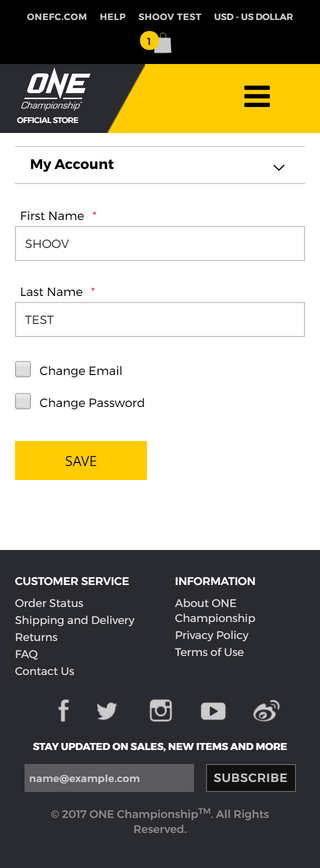 ONEFC.COM HELP SHOOV TEST USD - US DOLLAR
1
ONE
Championship
OFFICIAL STORE
My Account
First Name *
SHOOV
Last Name *
TEST
Change Email
Change Password
SAVE
CUSTOMER SERVICE
Order Status
Shipping and Delivery
Returns
FAQ
Contact Us
INFORMATION
About ONE
Championship
Privacy Policy
Terms of Use
STAY UPDATED ON SALES, NEW ITEMS AND MORE
name@example.com SUBSCRIBE
© 2017 ONE Championship™. All Rights
Reserved.